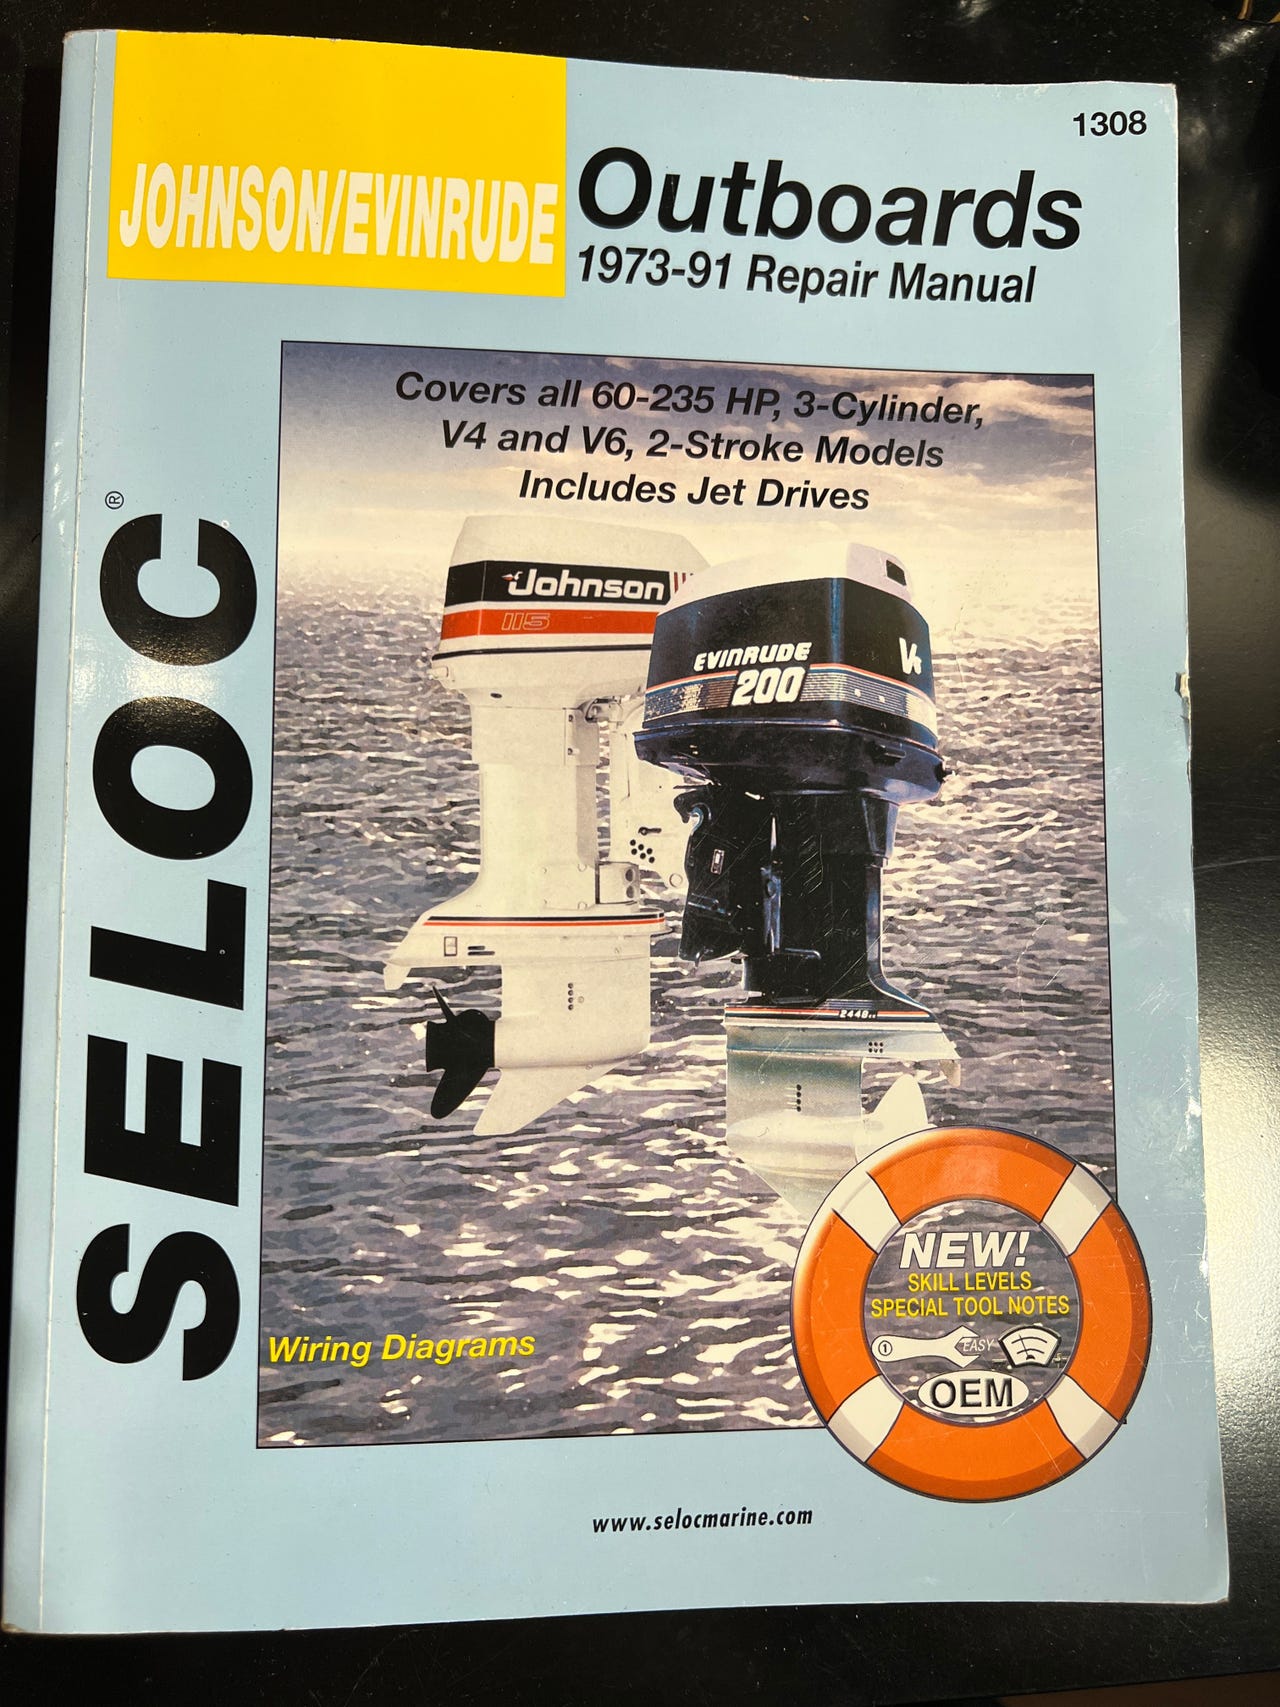 1308
JOHNSON/EVINRUDE
Outboards
1973-91 Repair Manual
Covers all 60-235 HP, 3-Cylinder,
V4 and V6, 2-Stroke Models
Includes Jet Drives
SELOC®
Johnson
115
EVINRUDE
200
V6
NEW!
SKILL LEVELS
SPECIAL TOOL NOTES
1 EASY
OEM
Wiring Diagrams
www.selocmarine.com